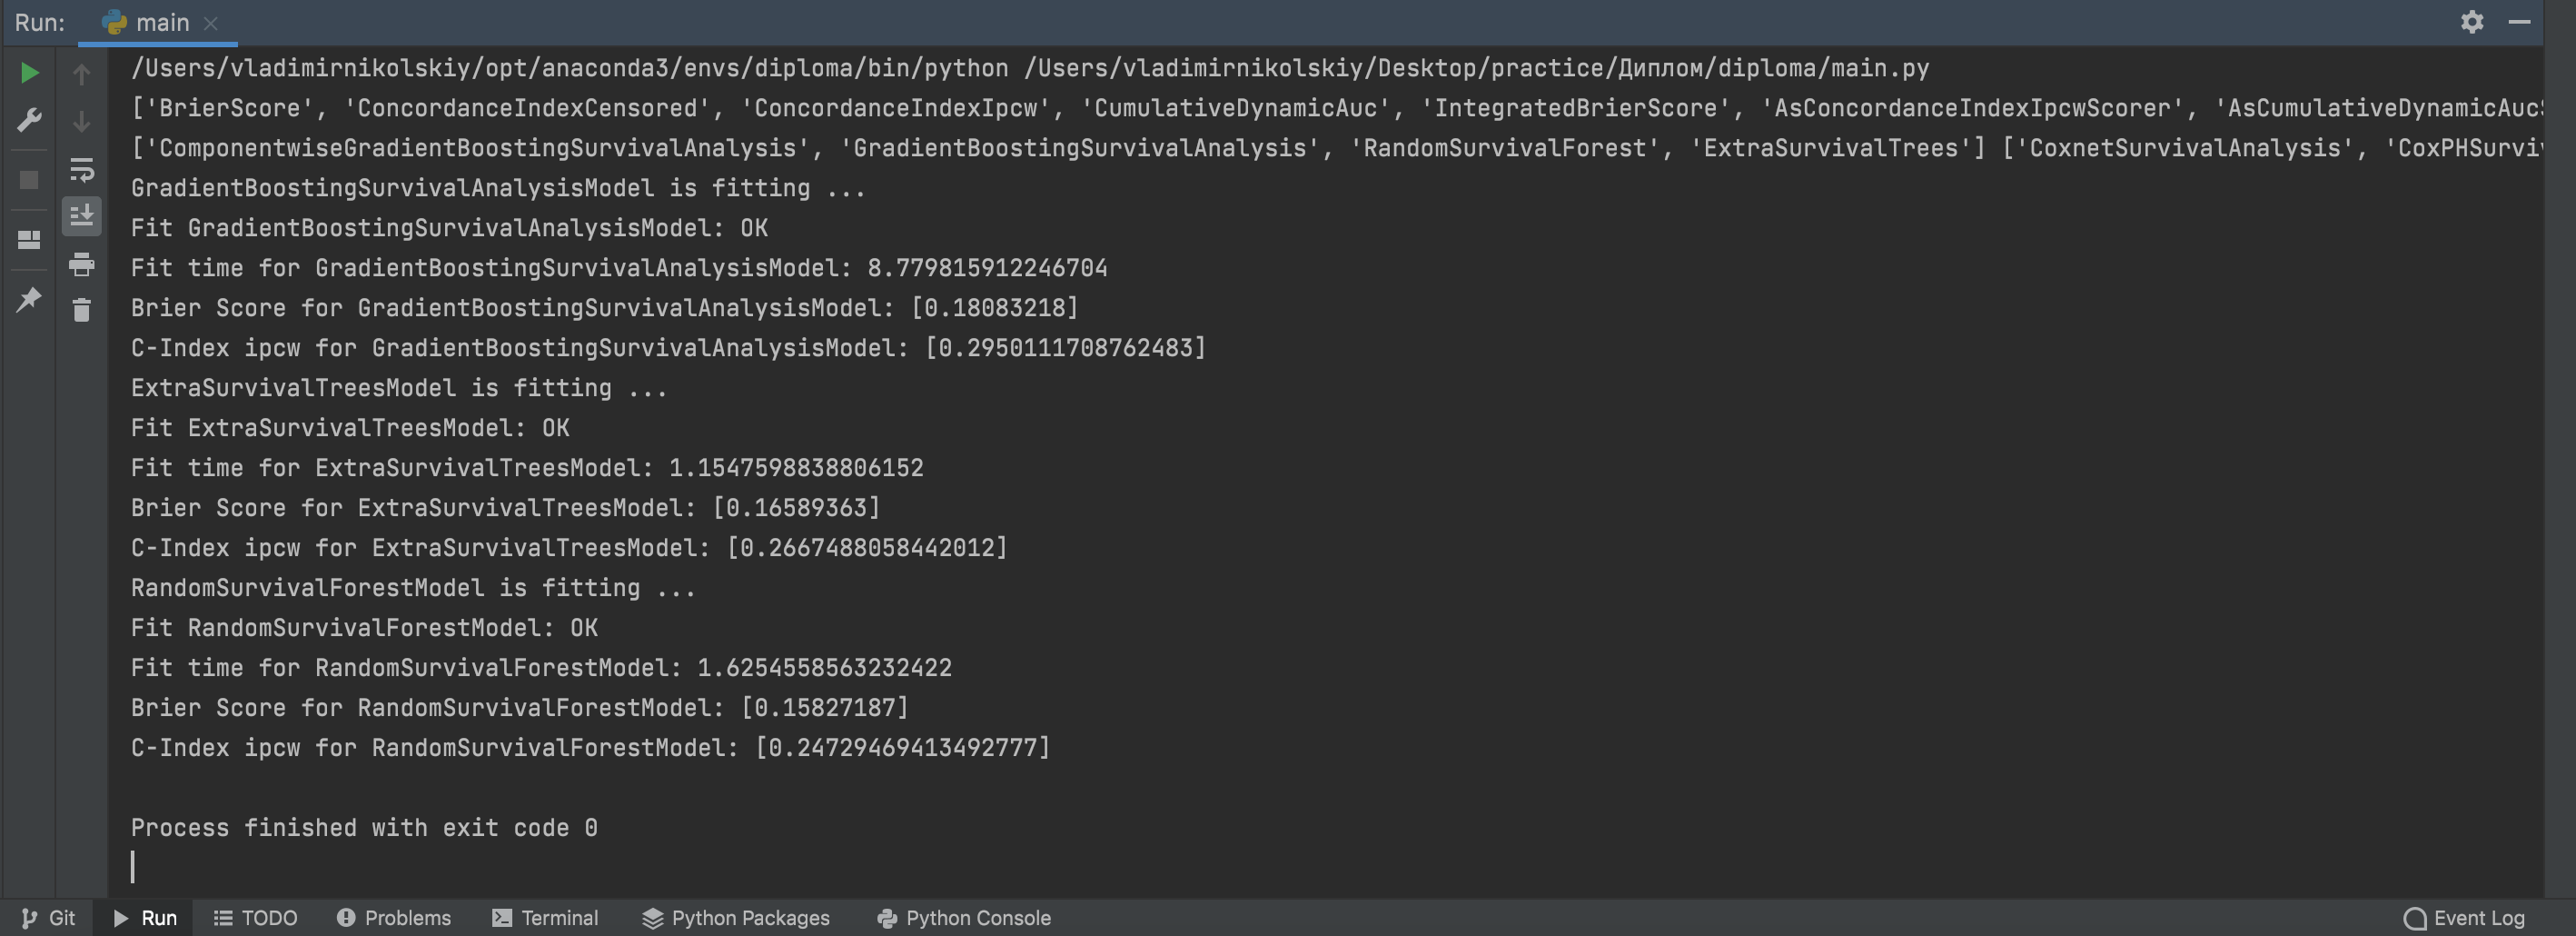 Run: main
/Users/vladimirnikolskiy/opt/anaconda3/envs/diploma/bin/python /Users/vladimirnikolskiy/Desktop/practice/Диплом/diploma/main.py
['BrierScore', 'ConcordanceIndexCensored', 'ConcordanceIndexIpcw', 'CumulativeDynamicAuc', 'IntegratedBrierScore', 'AsConcordanceIndexIpcwScorer', 'AsCumulativeDynamicAuc
['ComponentwiseGradientBoostingSurvivalAnalysis', 'GradientBoostingSurvivalAnalysis', 'RandomSurvivalForest', 'ExtraSurvivalTrees'] ['CoxnetSurvivalAnalysis', 'CoxPHSurviv
GradientBoostingSurvivalAnalysisModel is fitting ...
Fit GradientBoostingSurvivalAnalysisModel: OK
Fit time for GradientBoostingSurvivalAnalysisModel: 8.779815912246704
Brier Score for GradientBoostingSurvivalAnalysisModel: [0.18083218]
C-Index ipcw for GradientBoostingSurvivalAnalysisModel: [0.2950111708762483]
ExtraSurvivalTreesModel is fitting ...
Fit ExtraSurvivalTreesModel: OK
Fit time for ExtraSurvivalTreesModel: 1.1547598838806152
Brier Score for ExtraSurvivalTreesModel: [0.16589363]
C-Index ipcw for ExtraSurvivalTreesModel: [0.2667488058442012]
RandomSurvivalForestModel is fitting ...
Fit RandomSurvivalForestModel: OK
Fit time for RandomSurvivalForestModel: 1.6254558563232422
Brier Score for RandomSurvivalForestModel: [0.15827187]
C-Index ipcw for RandomSurvivalForestModel: [0.24729469413492777]
Process finished with exit code 0
Git Run TODO Problems Terminal Python Packages Python Console Event Log